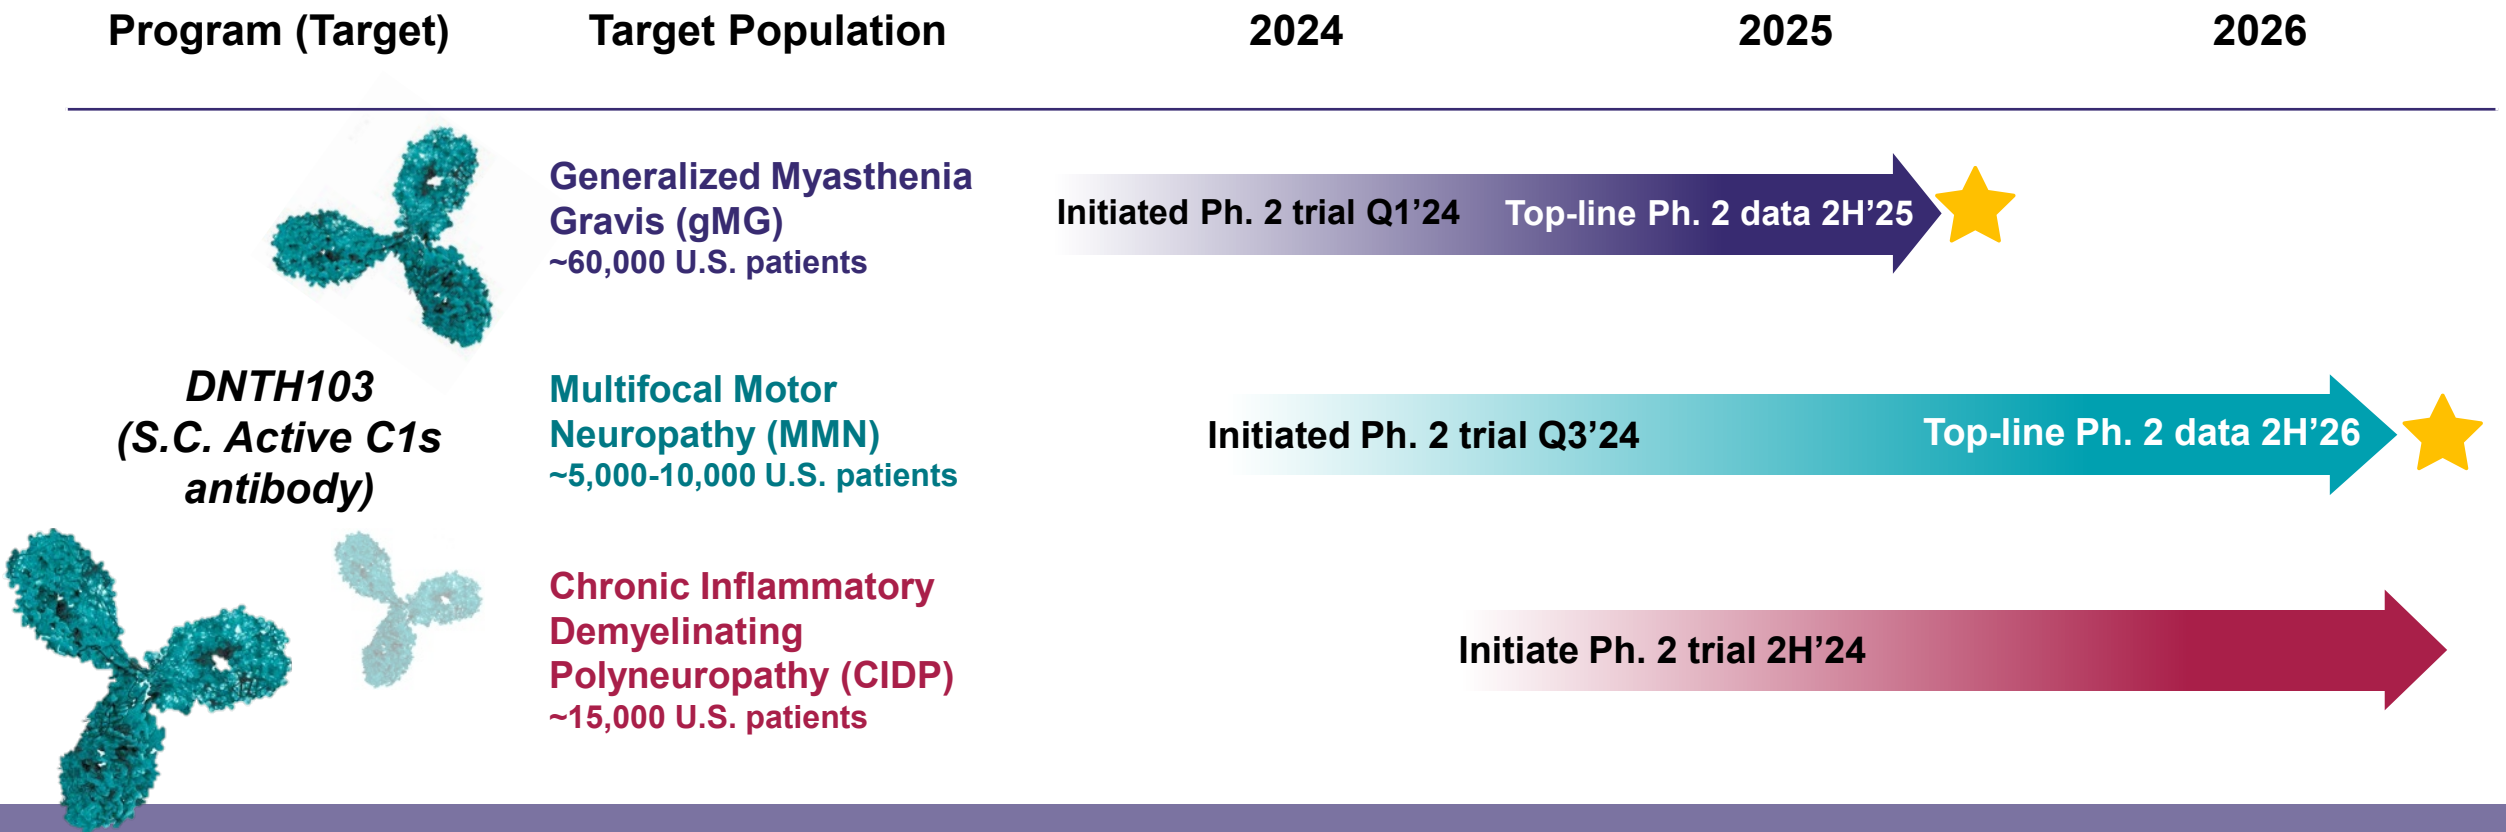 Program (Target)
Target Population
2024
2025
2026
DNTH103
(S.C. Active C1s
antibody)
Generalized Myasthenia
Gravis (gMG)
~60,000 U.S. patients
Initiated Ph. 2 trial Q1’24
Top-line Ph. 2 data 2H’25
Multifocal Motor
Neuropathy (MMN)
~5,000-10,000 U.S. patients
Initiated Ph. 2 trial Q3’24
Top-line Ph. 2 data 2H’26
Chronic Inflammatory
Demyelinating
Polyneuropathy (CIDP)
~15,000 U.S. patients
Initiate Ph. 2 trial 2H’24